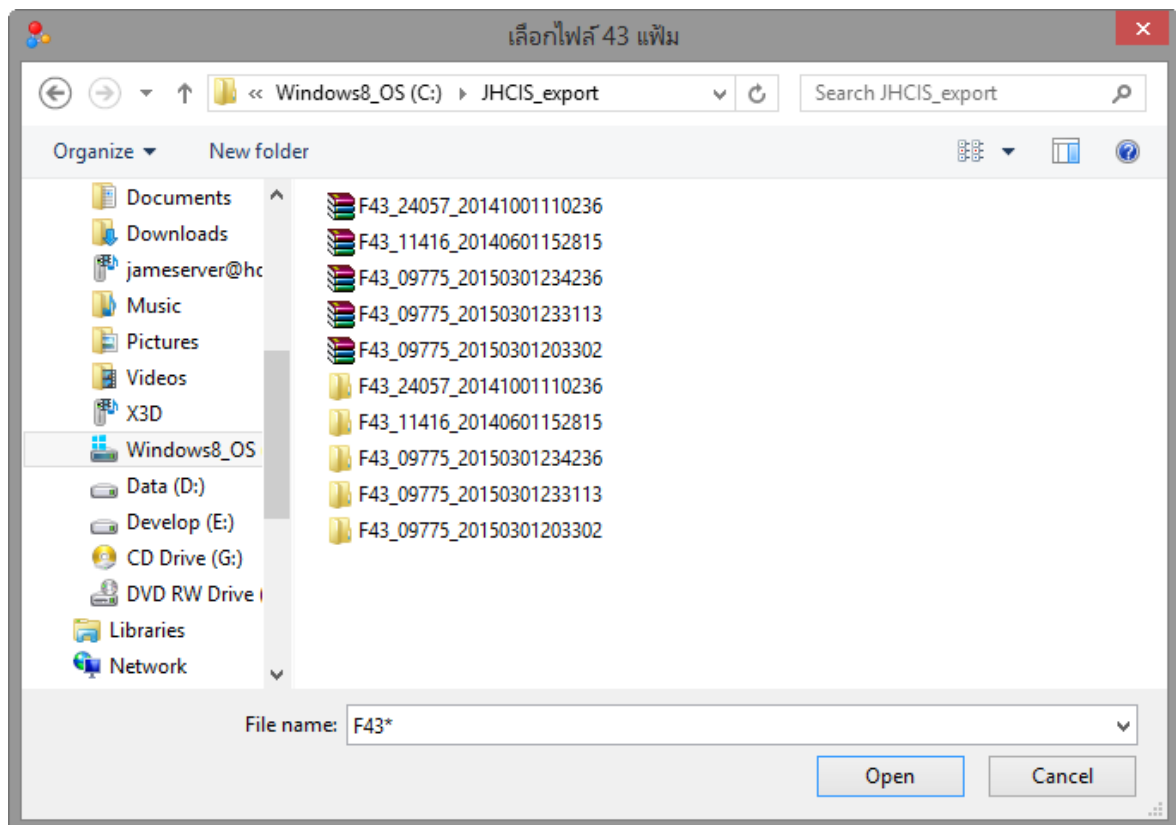 เลือกไฟล์ 43 แฟ้ม
« Windows8_OS (C:) JHCIS_export
Search JHCIS_export
Organize New folder
Documents
Downloads
jameserver@hc
Music
Pictures
Videos
X3D
Windows8_OS
Data (D:)
Develop (E:)
CD Drive (G:)
DVD RW Drive (
Libraries
Network
F43_24057_20141001110236
F43_11416_20140601152815
F43_09775_20150301234236
F43_09775_20150301233113
F43_09775_20150301203302
F43_24057_20141001110236
F43_11416_20140601152815
F43_09775_20150301234236
F43_09775_20150301233113
F43_09775_20150301203302
File name: F43*
Open Cancel